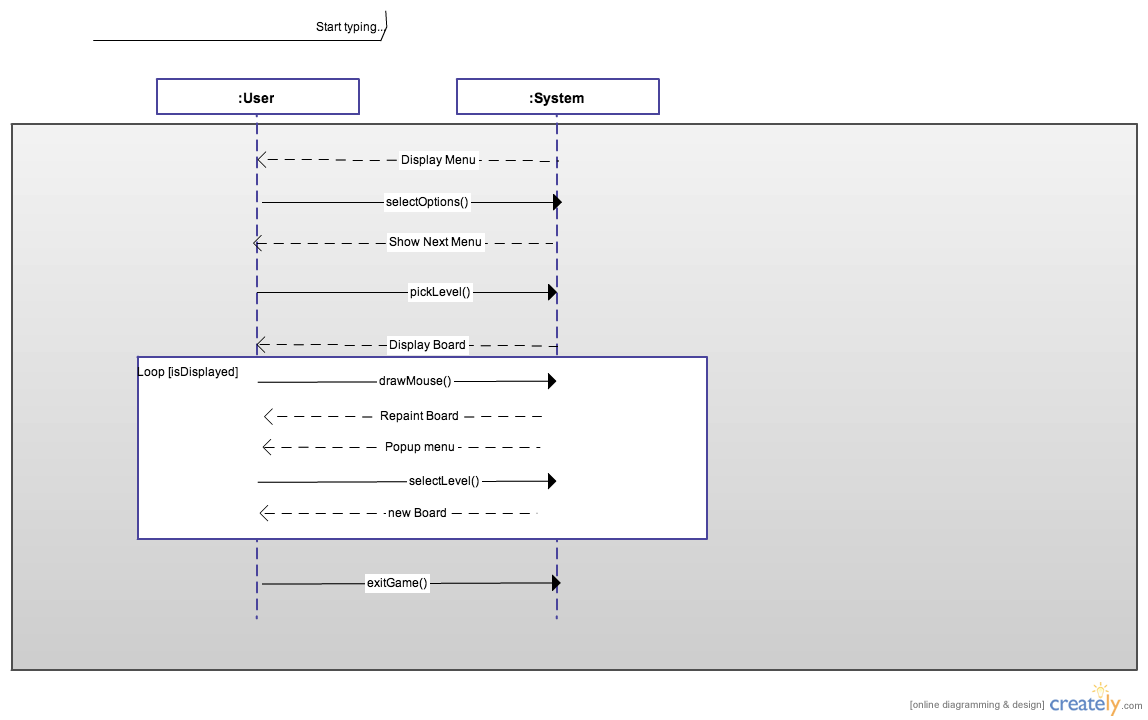 Start typing...
:User
:System
Display Menu
selectOptions()
Show Next Menu
pickLevel()
Display Board
Loop [isDisplayed]
drawMouse()
Repaint Board
Popup menu
selectLevel()
new Board
exitGame()
[online diagramming & design] creately.com